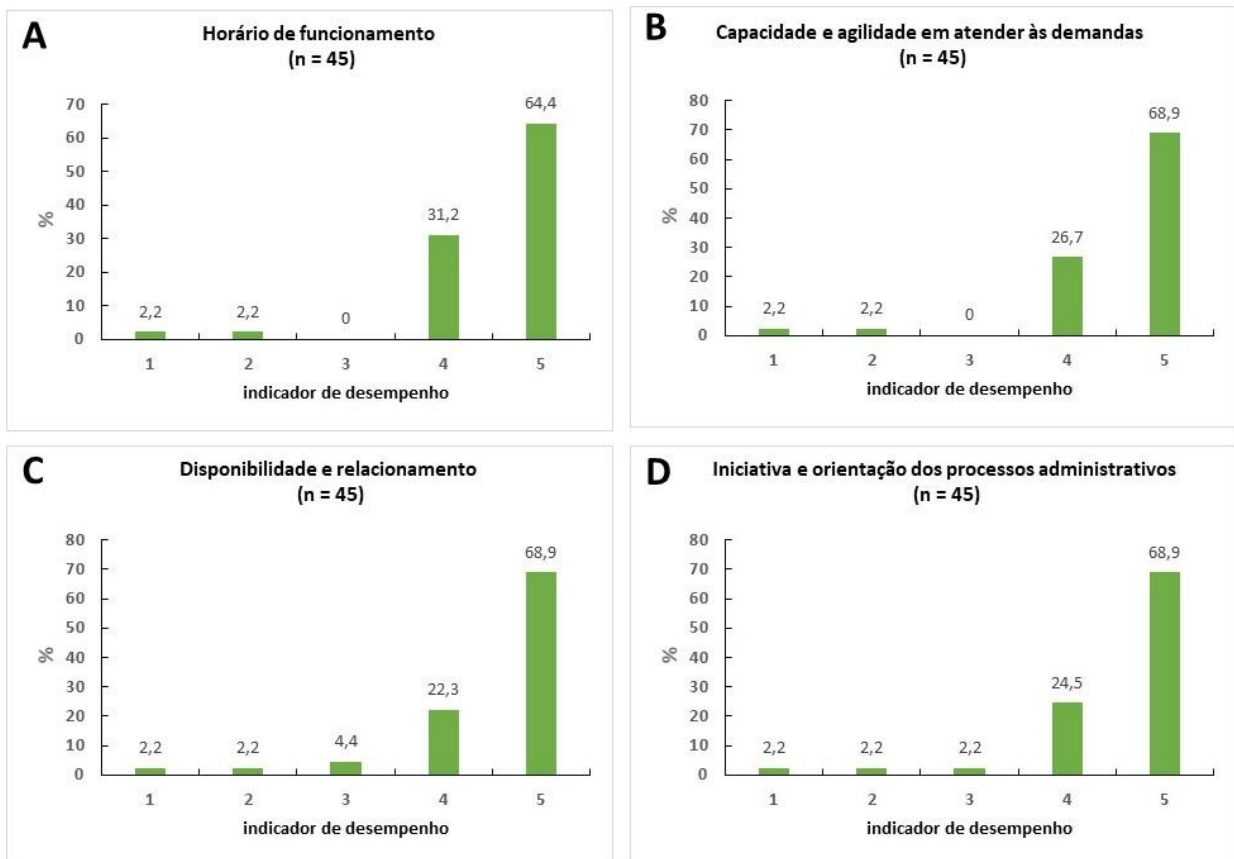 A
Horário de funcionamento
(n = 45)
70
60
50
40
30
20
10
0
%
2,2
2,2
0
31,2
64,4
1 2 3 4 5
indicador de desempenho
B
Capacidade e agilidade em atender às demandas
(n = 45)
80
70
60
50
40
30
20
10
0
%
2,2
2,2
0
26,7
68,9
1 2 3 4 5
indicador de desempenho
C
Disponibilidade e relacionamento
(n = 45)
80
70
60
50
40
30
20
10
0
%
2,2
2,2
4,4
22,3
68,9
1 2 3 4 5
indicador de desempenho
D
Iniciativa e orientação dos processos administrativos
(n = 45)
80
70
60
50
40
30
20
10
0
%
2,2
2,2
2,2
24,5
68,9
1 2 3 4 5
indicador de desempenho